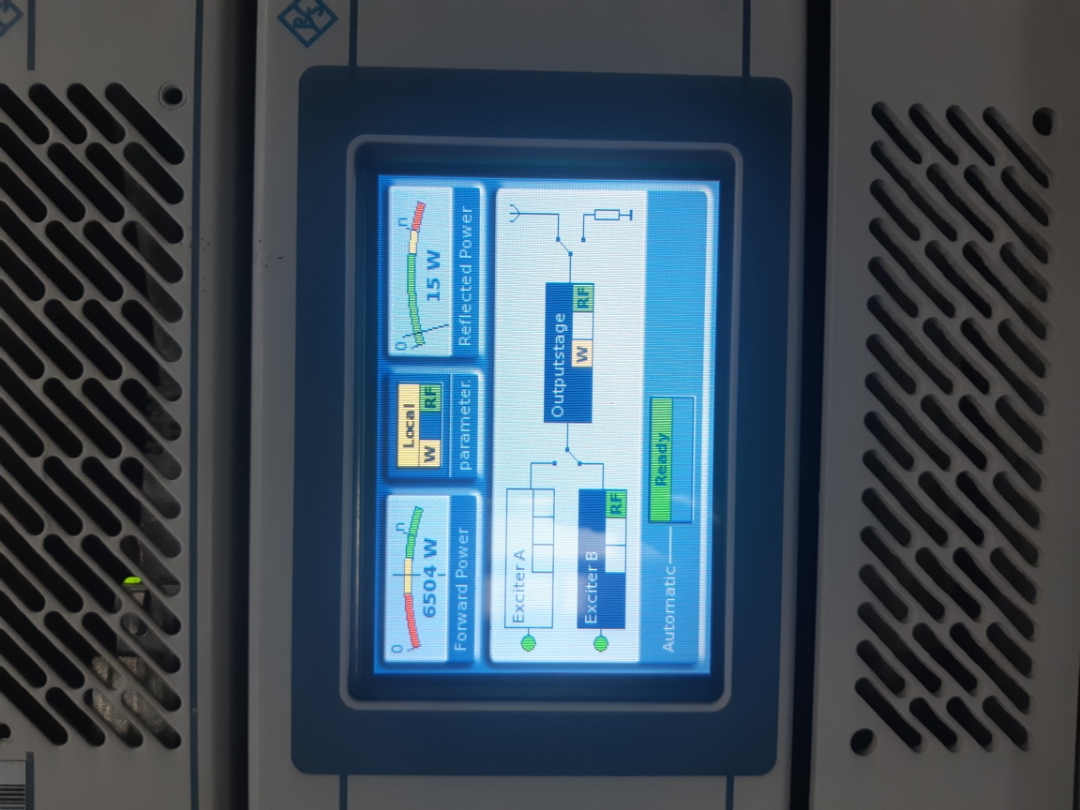 0 n
6504 W
Forward Power
Local
W RF
parameter.
0 n
15 W
Reflected Power
Exciter A
Exciter B
RF
Outputstage
W RF
Automatic
Ready
R&S